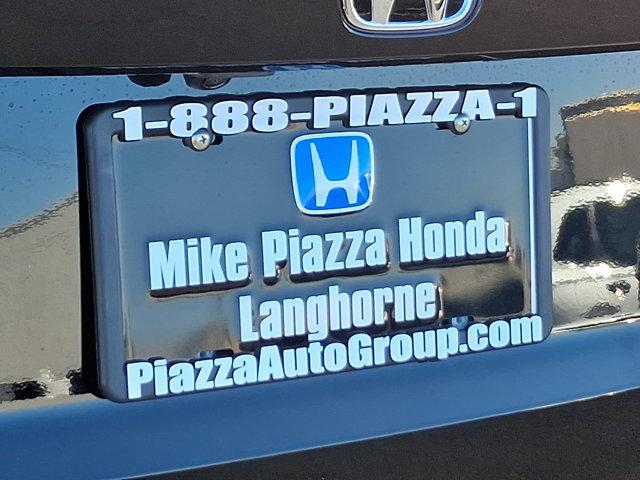 1-888-PIAZZA-1
Mike Piazza Honda
Langhorne
PiazzaAutoGroup.com